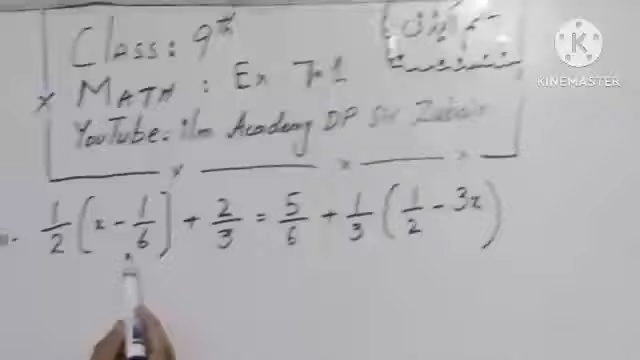 Class: 9th
x MATH : Ex 7.1
YouTube: ilm Academy DP Sir
K
KINEMASTER
1/2 (x - 1/6) + 2/3 = 5/6 + 1/3 (1/2 - 3x)